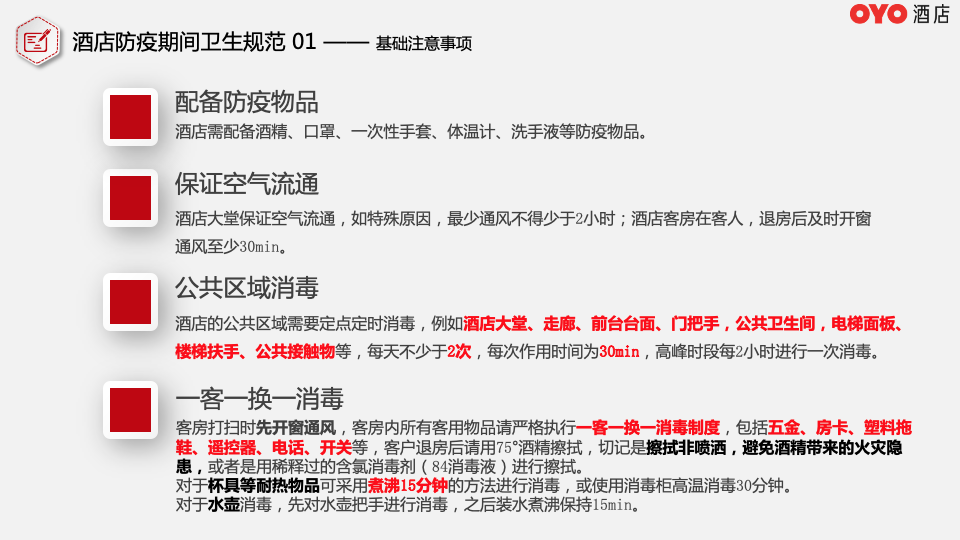 OYO 酒店
酒店防疫期间卫生规范 01 —— 基础注意事项
配备防疫物品
酒店需配备酒精、口罩、一次性手套、体温计、洗手液等防疫物品。
保证空气流通
酒店大堂保证空气流通，如特殊原因，最少通风不得少于2小时；酒店客房在客人，退房后及时开窗
通风至少30min。
公共区域消毒
酒店的公共区域需要定点定时消毒，例如酒店大堂、走廊、前台台面、门把手，公共卫生间，电梯面板、
楼梯扶手、公共接触物等，每天不少于2次，每次作用时间为30min，高峰时段每2小时进行一次消毒。
一客一换一消毒
客房打扫时先开窗通风，客房内所有客用物品请严格执行一客一换一消毒制度，包括五金、房卡、塑料拖
鞋、遥控器、电话、开关等，客户退房后请用75°酒精擦拭，切记是擦拭非喷洒，避免酒精带来的火灾隐
患，或者是用稀释过的含氯消毒剂（84消毒液）进行擦拭。
对于杯具等耐热物品可采用煮沸15分钟的方法进行消毒，或使用消毒柜高温消毒30分钟。
对于水壶消毒，先对水壶把手进行消毒，之后装水煮沸保持15min。